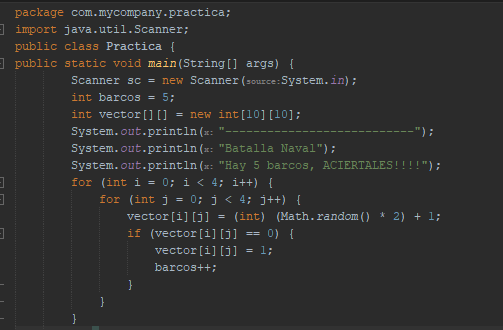 package com.mycompany.practica;
import java.util.Scanner;
public class Practica {
public static void main(String[] args) {
Scanner sc = new Scanner(source:System.in);
int barcos = 5;
int vector[][] = new int[10][10];
System.out.println(x: "---------------------------");
System.out.println(x: "Batalla Naval");
System.out.println(x: "Hay 5 barcos, ACIERTALES!!!!");
for (int i = 0; i < 4; i++) {
for (int j = 0; j < 4; j++) {
vector[i][j] = (int) (Math.random() * 2) + 1;
if (vector[i][j] == 0) {
vector[i][j] = 1;
barcos++;
}
}
}